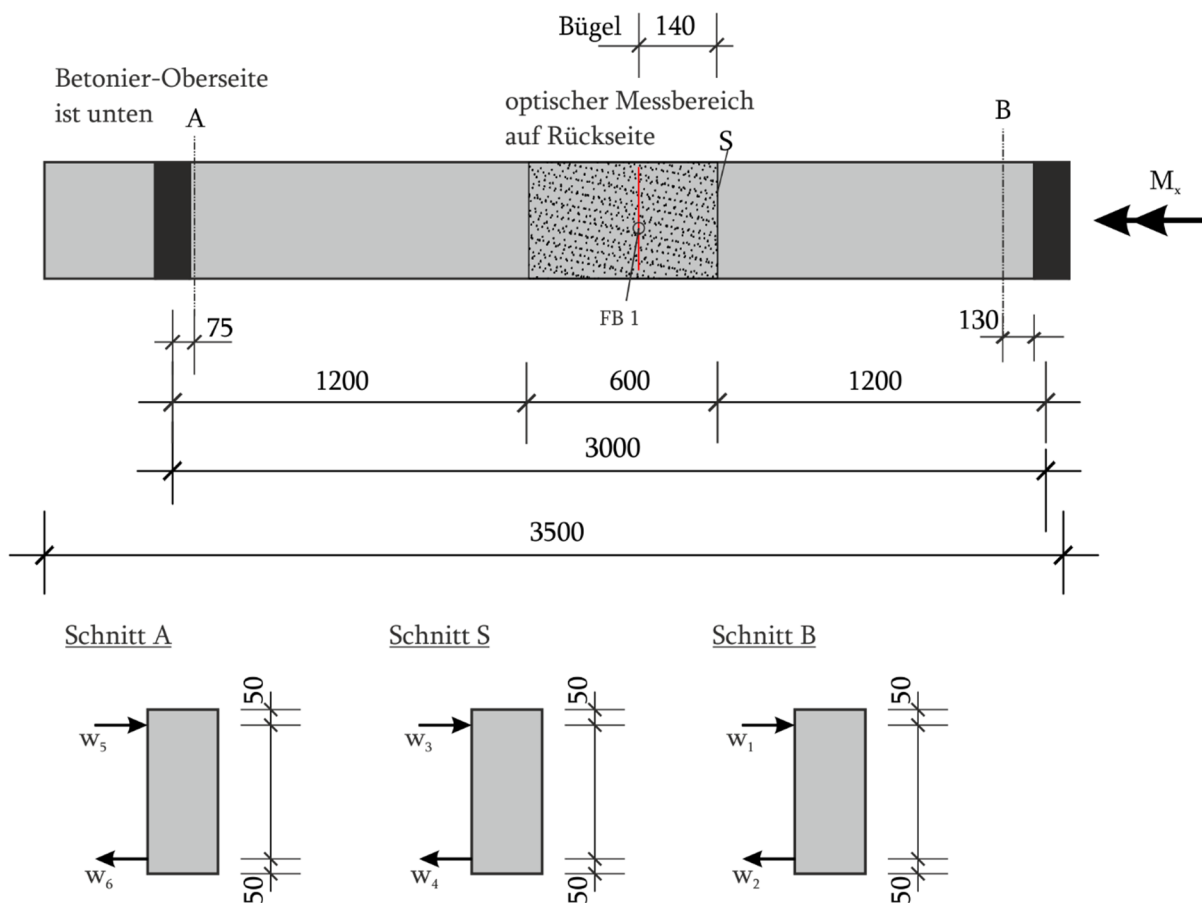 Bügel 140
Betonier-Oberseite
ist unten
A
optischer Messbereich
auf Rückseite
S
B
Mx
FB 1
75
130
1200
600
1200
3000
3500
Schnitt A
Schnitt S
Schnitt B
50
50
50
w5
w3
w1
w6
w4
w2
50
50
50